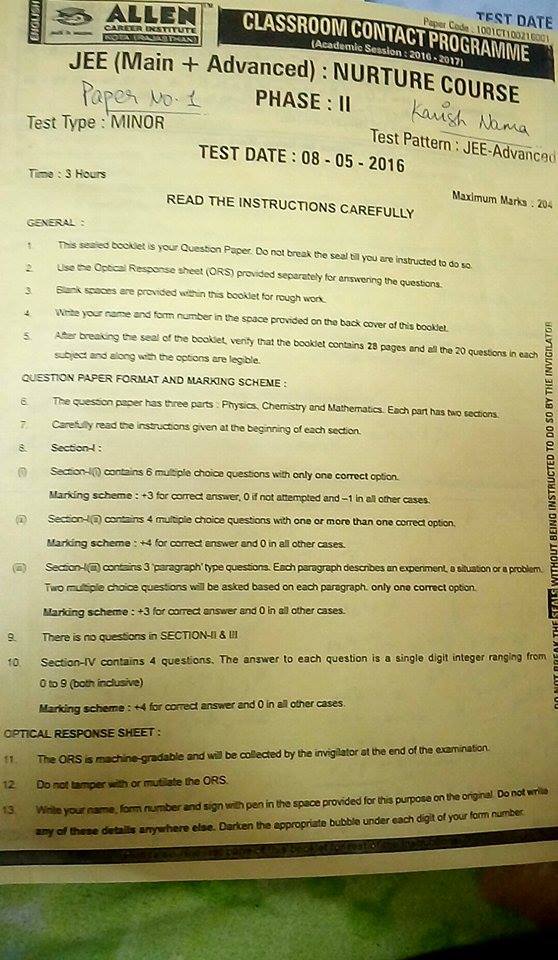 ENGLISH
ALLEN
CAREER INSTITUTE
KOTA (RAJASTHAN)
TEST DATE
Paper Code : 1001CT100216001
CLASSROOM CONTACT PROGRAMME
(Academic Session : 2016 - 2017)
JEE (Main + Advanced) : NURTURE COURSE
Paper No. 1
PHASE : II
Nama
Test Type : MINOR
Test Pattern : JEE-Advanced
TEST DATE : 08 - 05 - 2016
Time : 3 Hours
Maximum Marks : 204
READ THE INSTRUCTIONS CAREFULLY
GENERAL :
1. This sealed booklet is your Question Paper. Do not break the seal till you are instructed to do so.
2. Use the Optical Response sheet (ORS) provided separately for answering the questions.
3. Blank spaces are provided within this booklet for rough work.
4. Write your name and form number in the space provided on the back cover of this booklet.
5. After breaking the seal of the booklet, verify that the booklet contains 28 pages and all the 20 questions in each
subject and along with the options are legible.
QUESTION PAPER FORMAT AND MARKING SCHEME :
6. The question paper has three parts : Physics, Chemistry and Mathematics. Each part has two sections.
7. Carefully read the instructions given at the beginning of each section.
8. Section-I :
(i) Section-I(i) contains 6 multiple choice questions with only one correct option.
Marking scheme : +3 for correct answer, 0 if not attempted and –1 in all other cases.
(ii) Section-I(ii) contains 4 multiple choice questions with one or more than one correct option.
Marking scheme : +4 for correct answer and 0 in all other cases.
(iii) Section-I(iii) contains 3 'paragraph' type questions. Each paragraph describes an experiment, a situation or a problem.
Two multiple choice questions will be asked based on each paragraph. only one correct option.
Marking scheme : +3 for correct answer and 0 in all other cases.
9. There is no questions in SECTION-II & III
10. Section-IV contains 4 questions. The answer to each question is a single digit integer ranging from
0 to 9 (both inclusive)
Marking scheme : +4 for correct answer and 0 in all other cases.
OPTICAL RESPONSE SHEET :
11. The ORS is machine-gradable and will be collected by the invigilator at the end of the examination.
12. Do not tamper with or mutilate the ORS.
13. Write your name, form number and sign with pen in the space provided for this purpose on the original. Do not write
any of these details anywhere else. Darken the appropriate bubble under each digit of your form number.
DO NOT BREAK THE SEALS WITHOUT BEING INSTRUCTED TO DO SO BY THE INVIGILATOR